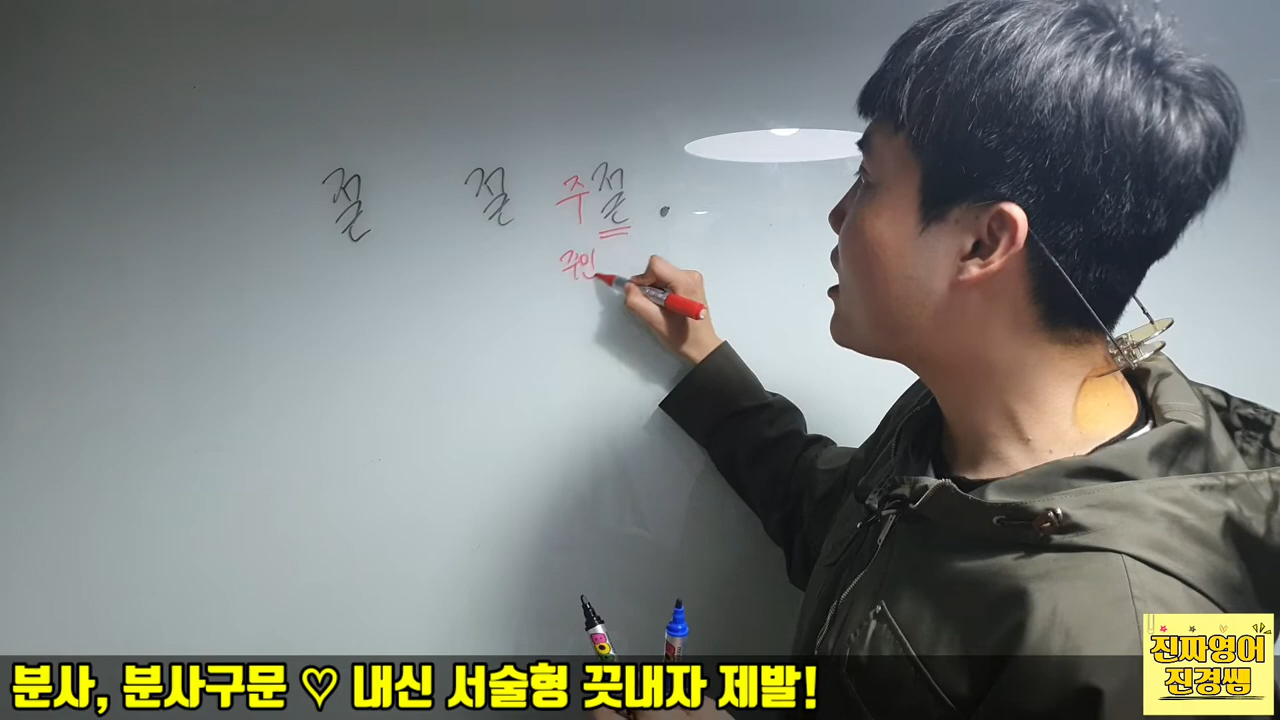 절 절 주절.
주인
분사, 분사구문 ♡ 내신 서술형 끗내자 제발!
진짜영어
진경쌤